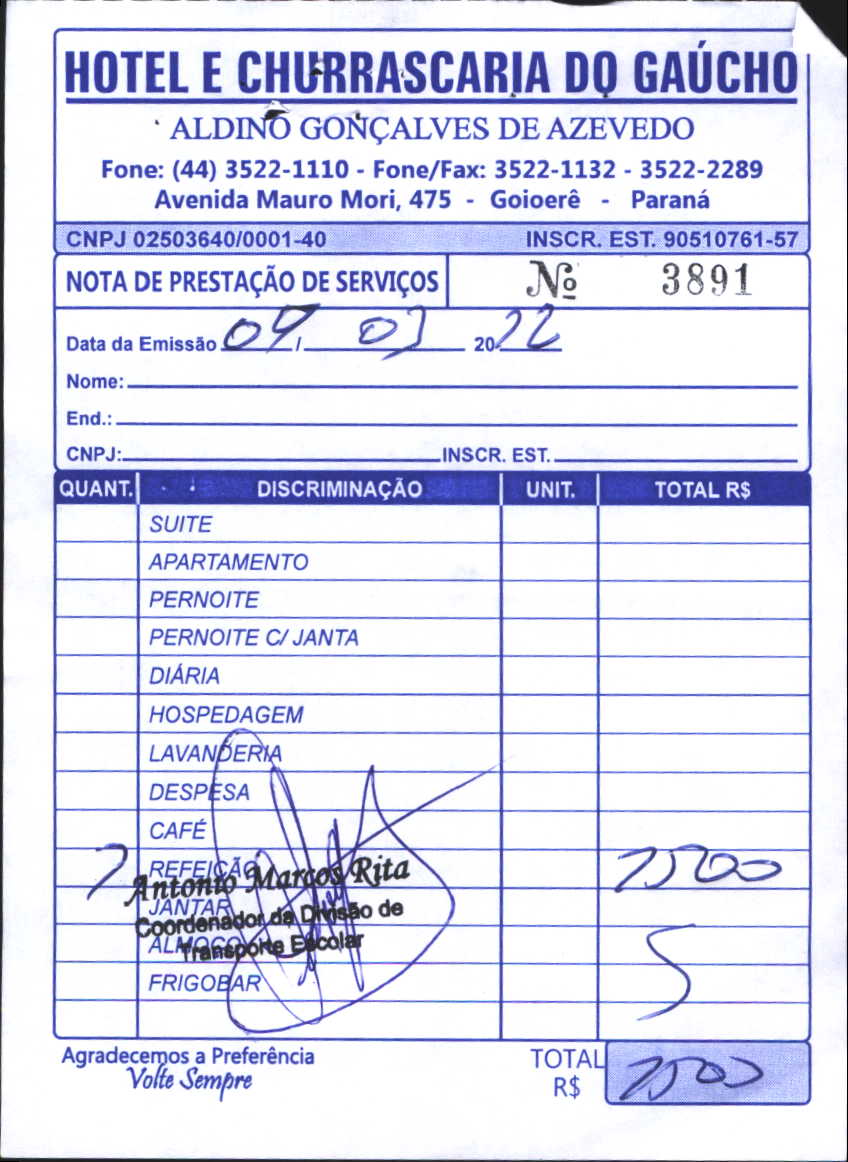 HOTEL E CHURRASCARIA DO GAÚCHO
ALDINO GONÇALVES DE AZEVEDO
Fone: (44) 3522-1110 - Fone/Fax: 3522-1132 - 3522-2289
Avenida Mauro Mori, 475 - Goioerê - Paraná
CNPJ 02503640/0001-40 INSCR. EST. 90510761-57
NOTA DE PRESTAÇÃO DE SERVIÇOS Nº 3891
Data da Emissão / 2022
Nome:
End.:
CNPJ: INSCR. EST.
QUANT. DISCRIMINAÇÃO UNIT. TOTAL R$
SUITE
APARTAMENTO
PERNOITE
PERNOITE C/ JANTA
DIÁRIA
HOSPEDAGEM
LAVANDERIA
DESPESA
CAFÉ
REFEIÇÃO
Antonio Marcos Rita
JANTAR
Coordenador da Divisão de
ALMOÇO
Transporte Escolar
FRIGOBAR
Agradecemos a Preferência
Volte Sempre
TOTAL
R$